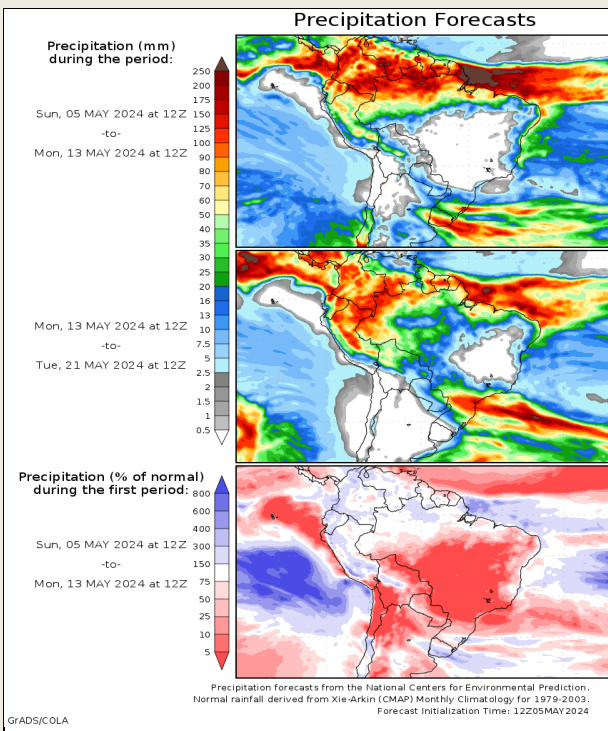 Precipitation Forecasts
Precipitation (mm)
during the period:
250
200
175
150
125
100
90
80
70
60
50
40
35
30
25
20
16
13
10
7.5
5
2.5
2
1.5
1
0.5
Sun, 05 MAY 2024 at 12Z
-to-
Mon, 13 MAY 2024 at 12Z
Mon, 13 MAY 2024 at 12Z
-to-
Tue, 21 MAY 2024 at 12Z
Precipitation (% of normal)
during the first period:
800
600
400
300
150
75
50
25
10
5
Sun, 05 MAY 2024 at 12Z
-to-
Mon, 13 MAY 2024 at 12Z
Precipitation forecasts from the National Centers for Environmental Prediction.
Normal rainfall derived from Xie-Arkin (CMAP) Monthly Climatology for 1979-2003.
Forecast Initialization Time: 12Z05MAY2024
GrADS/COLA